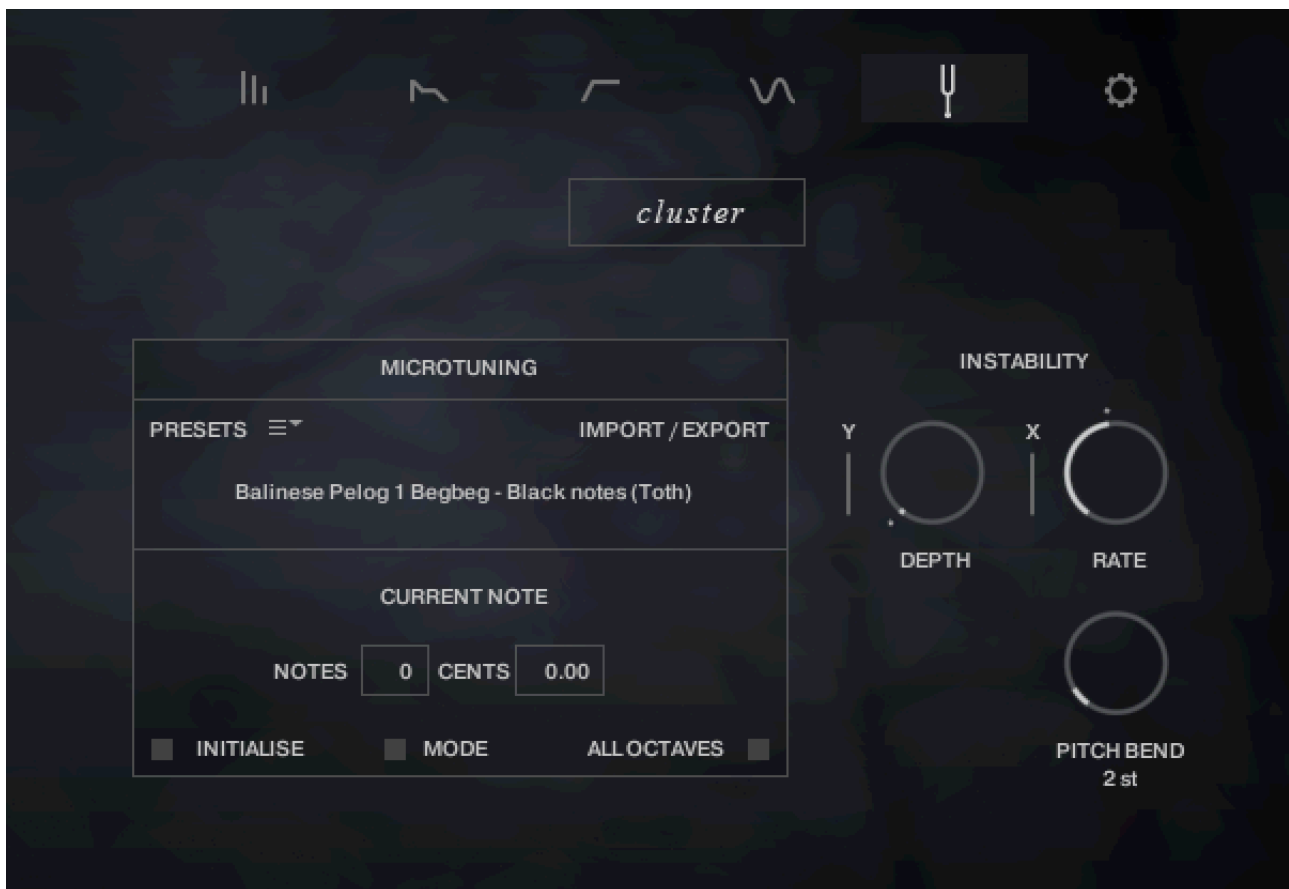 cluster
MICROTUNING
PRESETS IMPORT / EXPORT
Balinese Pelog 1 Begbeg - Black notes (Toth)
CURRENT NOTE
NOTES 0 CENTS 0.00
INITIALISE MODE ALL OCTAVES
INSTABILITY
Y X
DEPTH RATE
PITCH BEND
2 st